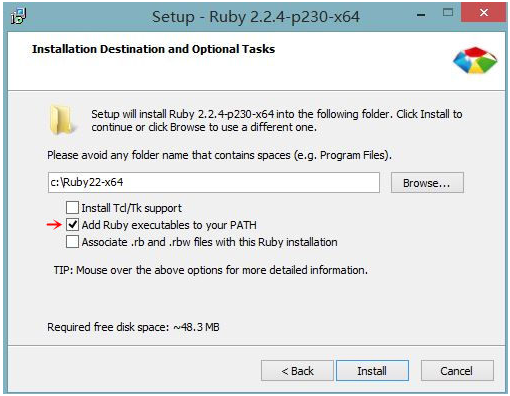 Setup - Ruby 2.2.4-p230-x64
Installation Destination and Optional Tasks
Setup will install Ruby 2.2.4-p230-x64 into the following folder. Click Install to
continue or click Browse to use a different one.
Please avoid any folder name that contains spaces (e.g. Program Files).
c:\Ruby22-x64
Browse...
Install Tcl/Tk support
Add Ruby executables to your PATH
Associate .rb and .rbw files with this Ruby installation
TIP: Mouse over the above options for more detailed information.
Required free disk space: ~48.3 MB
< Back
Install
Cancel